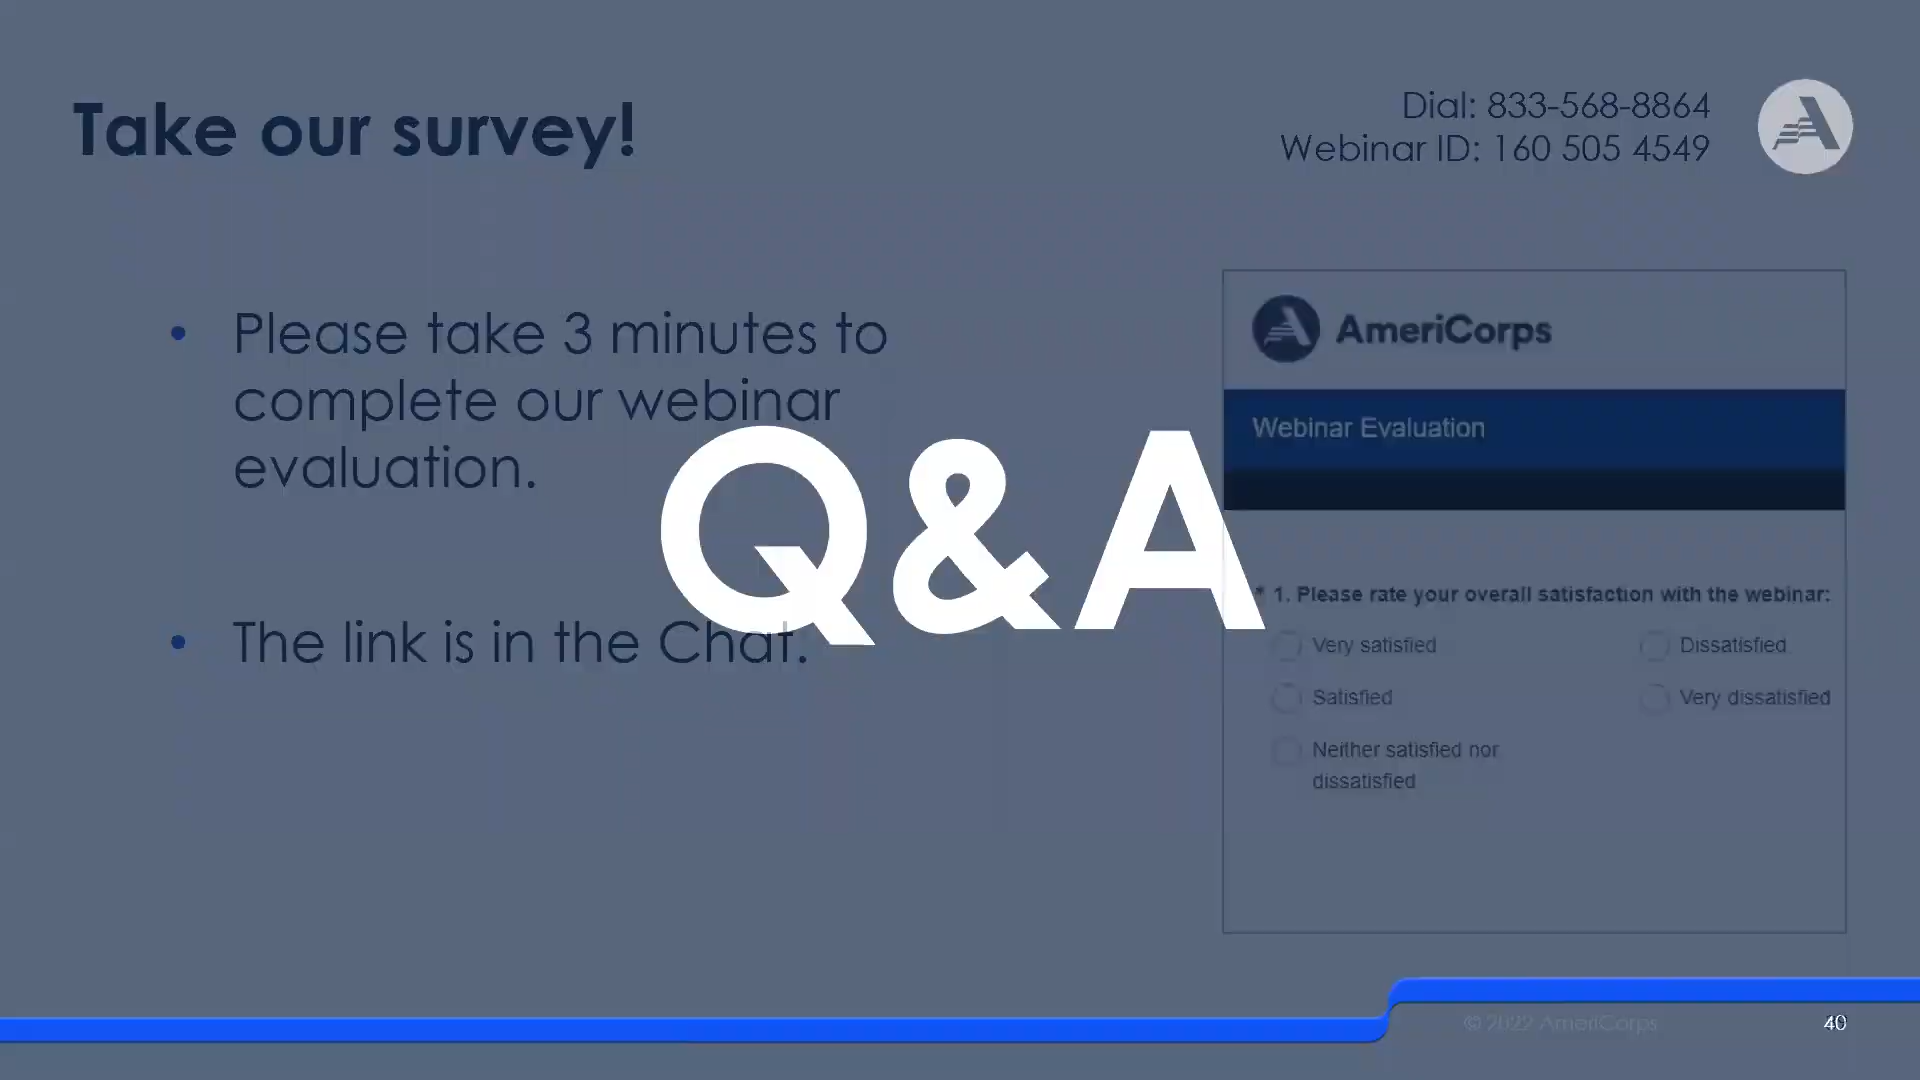 Take our survey!
Dial: 833-568-8864
Webinar ID: 160 505 4549
• Please take 3 minutes to
complete our webinar
evaluation.
• The link is in the Chat.
Q&A
AmeriCorps
Webinar Evaluation
* 1. Please rate your overall satisfaction with the webinar:
Very satisfied
Dissatisfied
Satisfied
Very dissatisfied
Neither satisfied nor
dissatisfied
© 2022 AmeriCorps
40